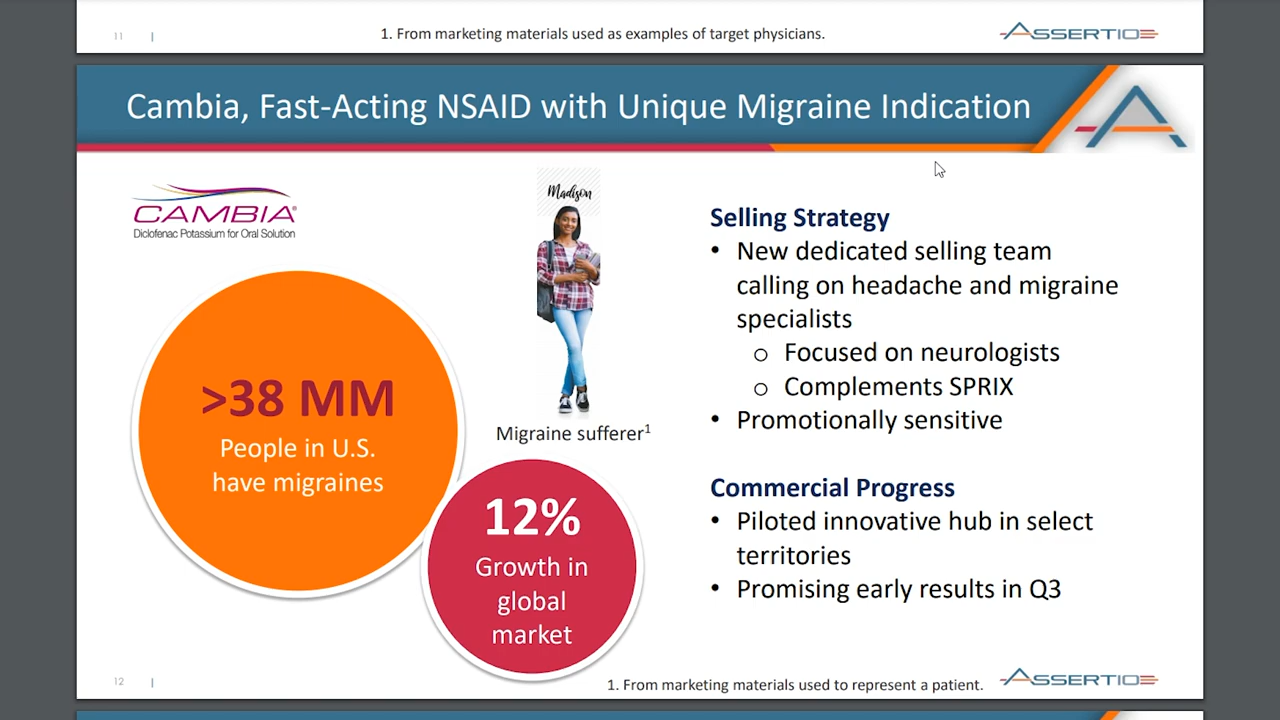 11 |
1. From marketing materials used as examples of target physicians.
ASSERTIO
Cambia, Fast-Acting NSAID with Unique Migraine Indication
CAMBIA®
Diclofenac Potassium for Oral Solution
>38 MM
People in U.S.
have migraines
Madison
Migraine sufferer1
12%
Growth in
global
market
Selling Strategy
• New dedicated selling team
calling on headache and migraine
specialists
o Focused on neurologists
o Complements SPRIX
• Promotionally sensitive
Commercial Progress
• Piloted innovative hub in select
territories
• Promising early results in Q3
12 |
1. From marketing materials used to represent a patient.
ASSERTIO